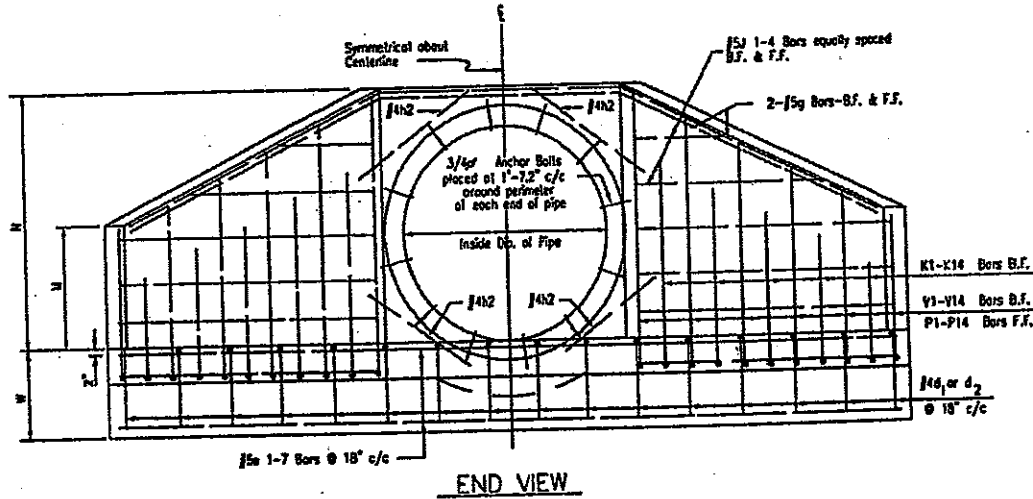 ℄
Symmetrical about
Centerline
#5J 1-4 Bars equally spaced
B.F. & F.F.
2-#5g Bars-B.F. & F.F.
#4h2
#4h2
3/4ø Anchor Bolts
placed at 1'-7.2" c/c
around perimeter
of each end of pipe
Inside Dia. of Pipe
H
K1-K14 Bars B.F.
V1-V14 Bars B.F.
P1-P14 Bars F.F.
#4h2
#4h2
2"
W
#4d1 or d2
@ 18" c/c
#5e 1-7 Bars @ 18" c/c
END VIEW